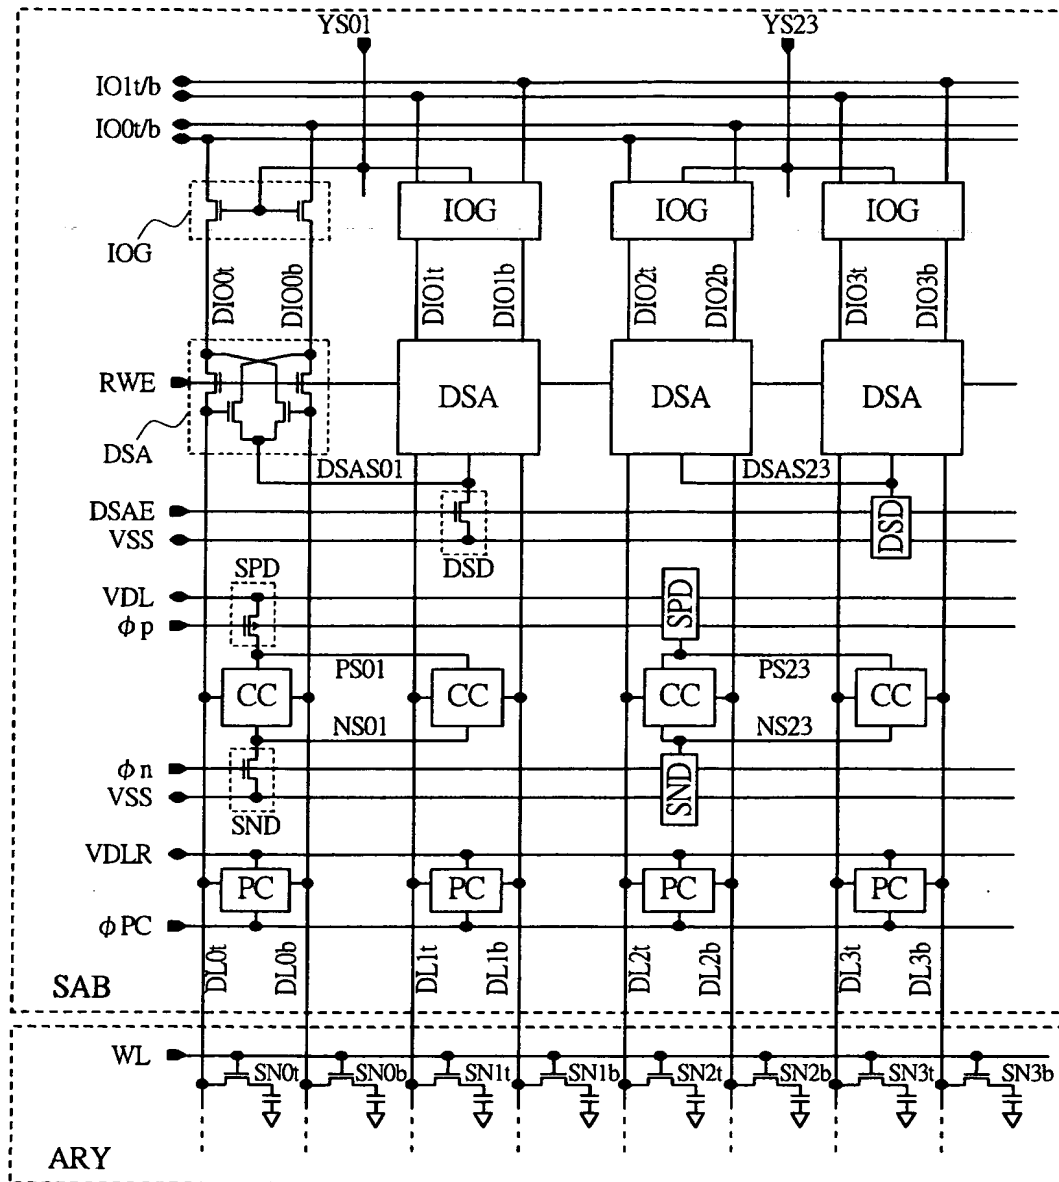 YS01 YS23
IO1t/b
IO0t/b
IOG IOG IOG
IOG
DIO0t DIO0b DIO1t DIO1b DIO2t DIO2b DIO3t DIO3b
RWE
DSA DSA DSA
DSA
DSAS01 DSAS23
DSAE
DSD
VSS
SPD DSD
VDL
SPD
ϕp
PS01 PS23
CC CC CC CC
NS01 NS23
ϕn
SND
VSS
SND
VDLR
PC PC PC PC
ϕPC
DL0t DL0b DL1t DL1b DL2t DL2b DL3t DL3b
SAB
WL
SN0t SN0b SN1t SN1b SN2t SN2b SN3t SN3b
ARY